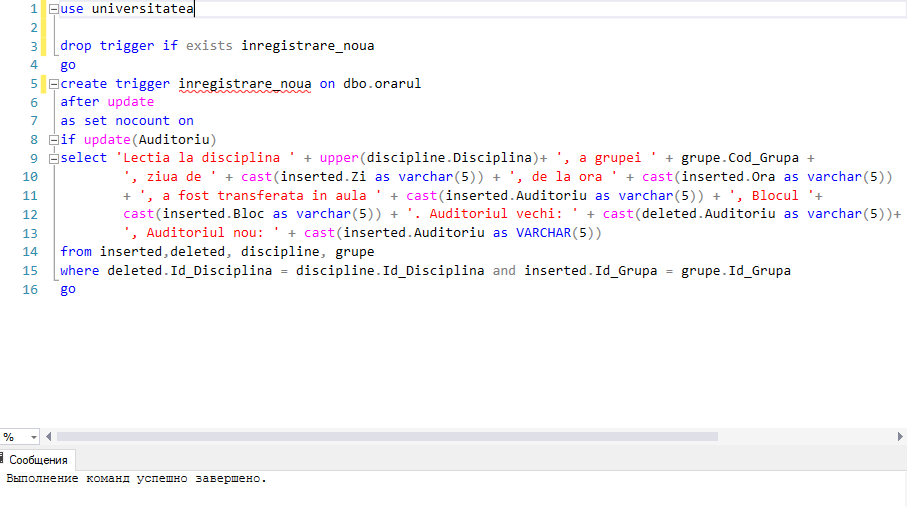 1 use universitatea
2
3 drop trigger if exists inregistrare_noua
4 go
5 create trigger inregistrare_noua on dbo.orarul
6 after update
7 as set nocount on
8 if update(Auditoriu)
9 select 'Lectia la disciplina ' + upper(discipline.Disciplina)+ ', a grupei ' + grupe.Cod_Grupa +
10 ', ziua de ' + cast(inserted.Zi as varchar(5)) + ', de la ora ' + cast(inserted.Ora as varchar(5))
11 + ', a fost transferata in aula ' + cast(inserted.Auditoriu as varchar(5)) + ', Blocul '+
12 cast(inserted.Bloc as varchar(5)) + '. Auditoriul vechi: ' + cast(deleted.Auditoriu as varchar(5))+
13 ', Auditoriul nou: ' + cast(inserted.Auditoriu as VARCHAR(5))
14 from inserted,deleted, discipline, grupe
15 where deleted.Id_Disciplina = discipline.Id_Disciplina and inserted.Id_Grupa = grupe.Id_Grupa
16 go
%
Сообщения
Выполнение команд успешно завершено.